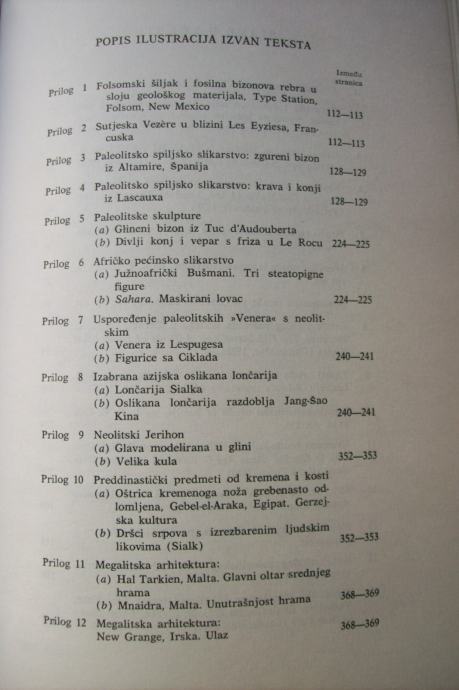 POPIS ILUSTRACIJA IZVAN TEKSTA
Između
stranica
Prilog 1 Folsomski šiljak i fosilna bizonova rebra u
sloju geološkog materijala, Type Station,
Folsom, New Mexico 112—113
Prilog 2 Sutjeska Vezère u blizini Les Eyziesa, Fran-
cuska 112—113
Prilog 3 Paleolitsko spiljsko slikarstvo: zgureni bizon
iz Altamire, Španija 128—129
Prilog 4 Paleolitsko spiljsko slikarstvo: krava i konji
iz Lascauxa 128—129
Prilog 5 Paleolitske skulpture
(a) Glineni bizon iz Tuc d'Audouberta
(b) Divlji konj i vepar s friza u Le Rocu 224—225
Prilog 6 Afričko pećinsko slikarstvo
(a) Južnoafrički Bušmani. Tri steatopigne
figure
(b) Sahara. Maskirani lovac 224—225
Prilog 7 Uspoređenje paleolitskih »Venera« s neolit-
skim
(a) Venera iz Lespugesa
(b) Figurice sa Ciklada 240—241
Prilog 8 Izabrana azijska oslikana lončarija
(a) Lončarija Sialka
(b) Oslikana lončarija razdoblja Jang-Šao
Kina 240—241
Prilog 9 Neolitski Jerihon
(a) Glava modelirana u glini
(b) Velika kula 352—353
Prilog 10 Preddinastički predmeti od kremena i kosti
(a) Oštrica kremenoga noža grebenasto od-
lomljena, Gebel-el-Araka, Egipat. Gerzej-
ska kultura
(b) Dršci srpova s izrezbarenim ljudskim
likovima (Sialk) 352—353
Prilog 11 Megalitska arhitektura:
(a) Hal Tarkien, Malta. Glavni oltar srednjeg
hrama
(b) Mnaidra, Malta. Unutrašnjost hrama 368—369
Prilog 12 Megalitska arhitektura: 368—369
New Grange, Irska. Ulaz